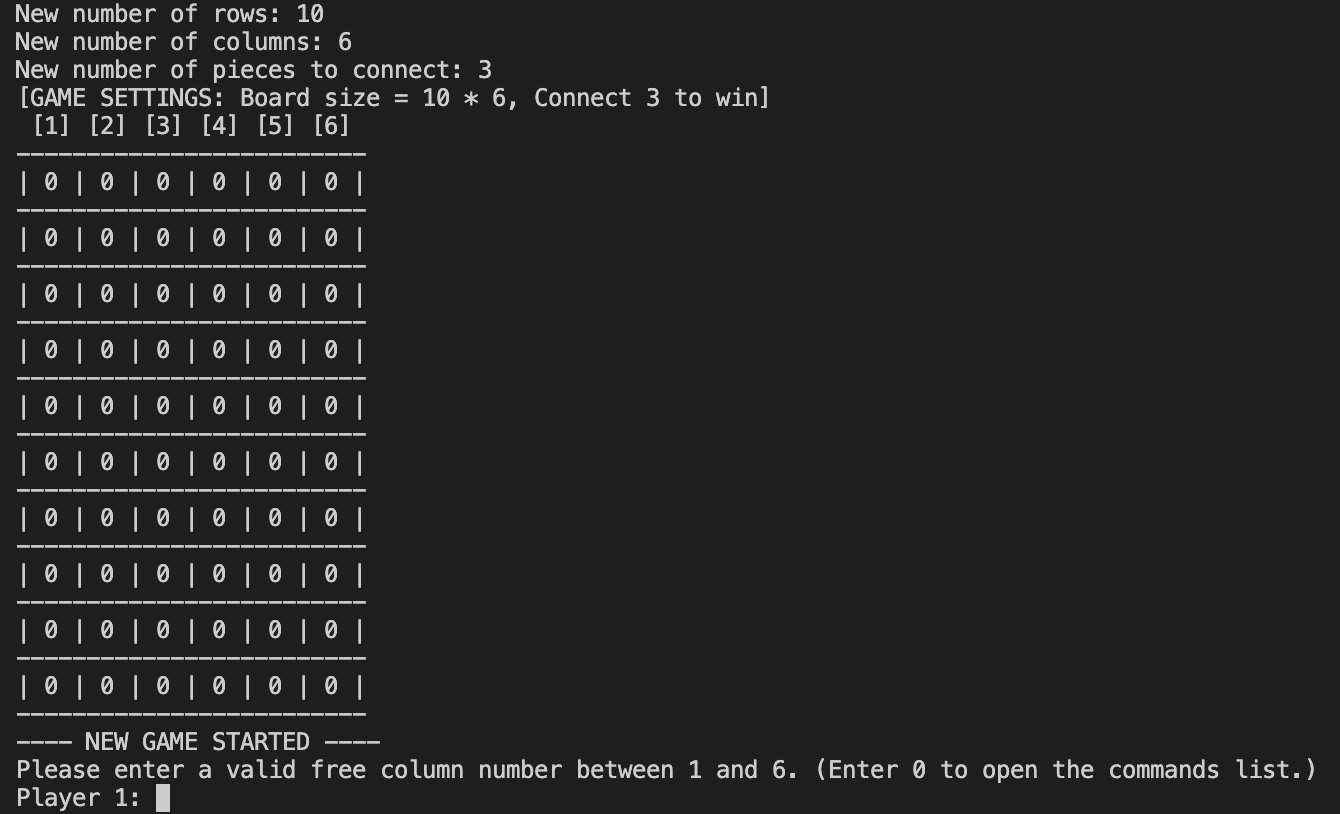 New number of rows: 10
New number of columns: 6
New number of pieces to connect: 3
[GAME SETTINGS: Board size = 10 * 6, Connect 3 to win]
 [1] [2] [3] [4] [5] [6]
-------------------------
| 0 | 0 | 0 | 0 | 0 | 0 |
-------------------------
| 0 | 0 | 0 | 0 | 0 | 0 |
-------------------------
| 0 | 0 | 0 | 0 | 0 | 0 |
-------------------------
| 0 | 0 | 0 | 0 | 0 | 0 |
-------------------------
| 0 | 0 | 0 | 0 | 0 | 0 |
-------------------------
| 0 | 0 | 0 | 0 | 0 | 0 |
-------------------------
| 0 | 0 | 0 | 0 | 0 | 0 |
-------------------------
| 0 | 0 | 0 | 0 | 0 | 0 |
-------------------------
| 0 | 0 | 0 | 0 | 0 | 0 |
-------------------------
| 0 | 0 | 0 | 0 | 0 | 0 |
-------------------------
---- NEW GAME STARTED ----
Please enter a valid free column number between 1 and 6. (Enter 0 to open the commands list.)
Player 1: